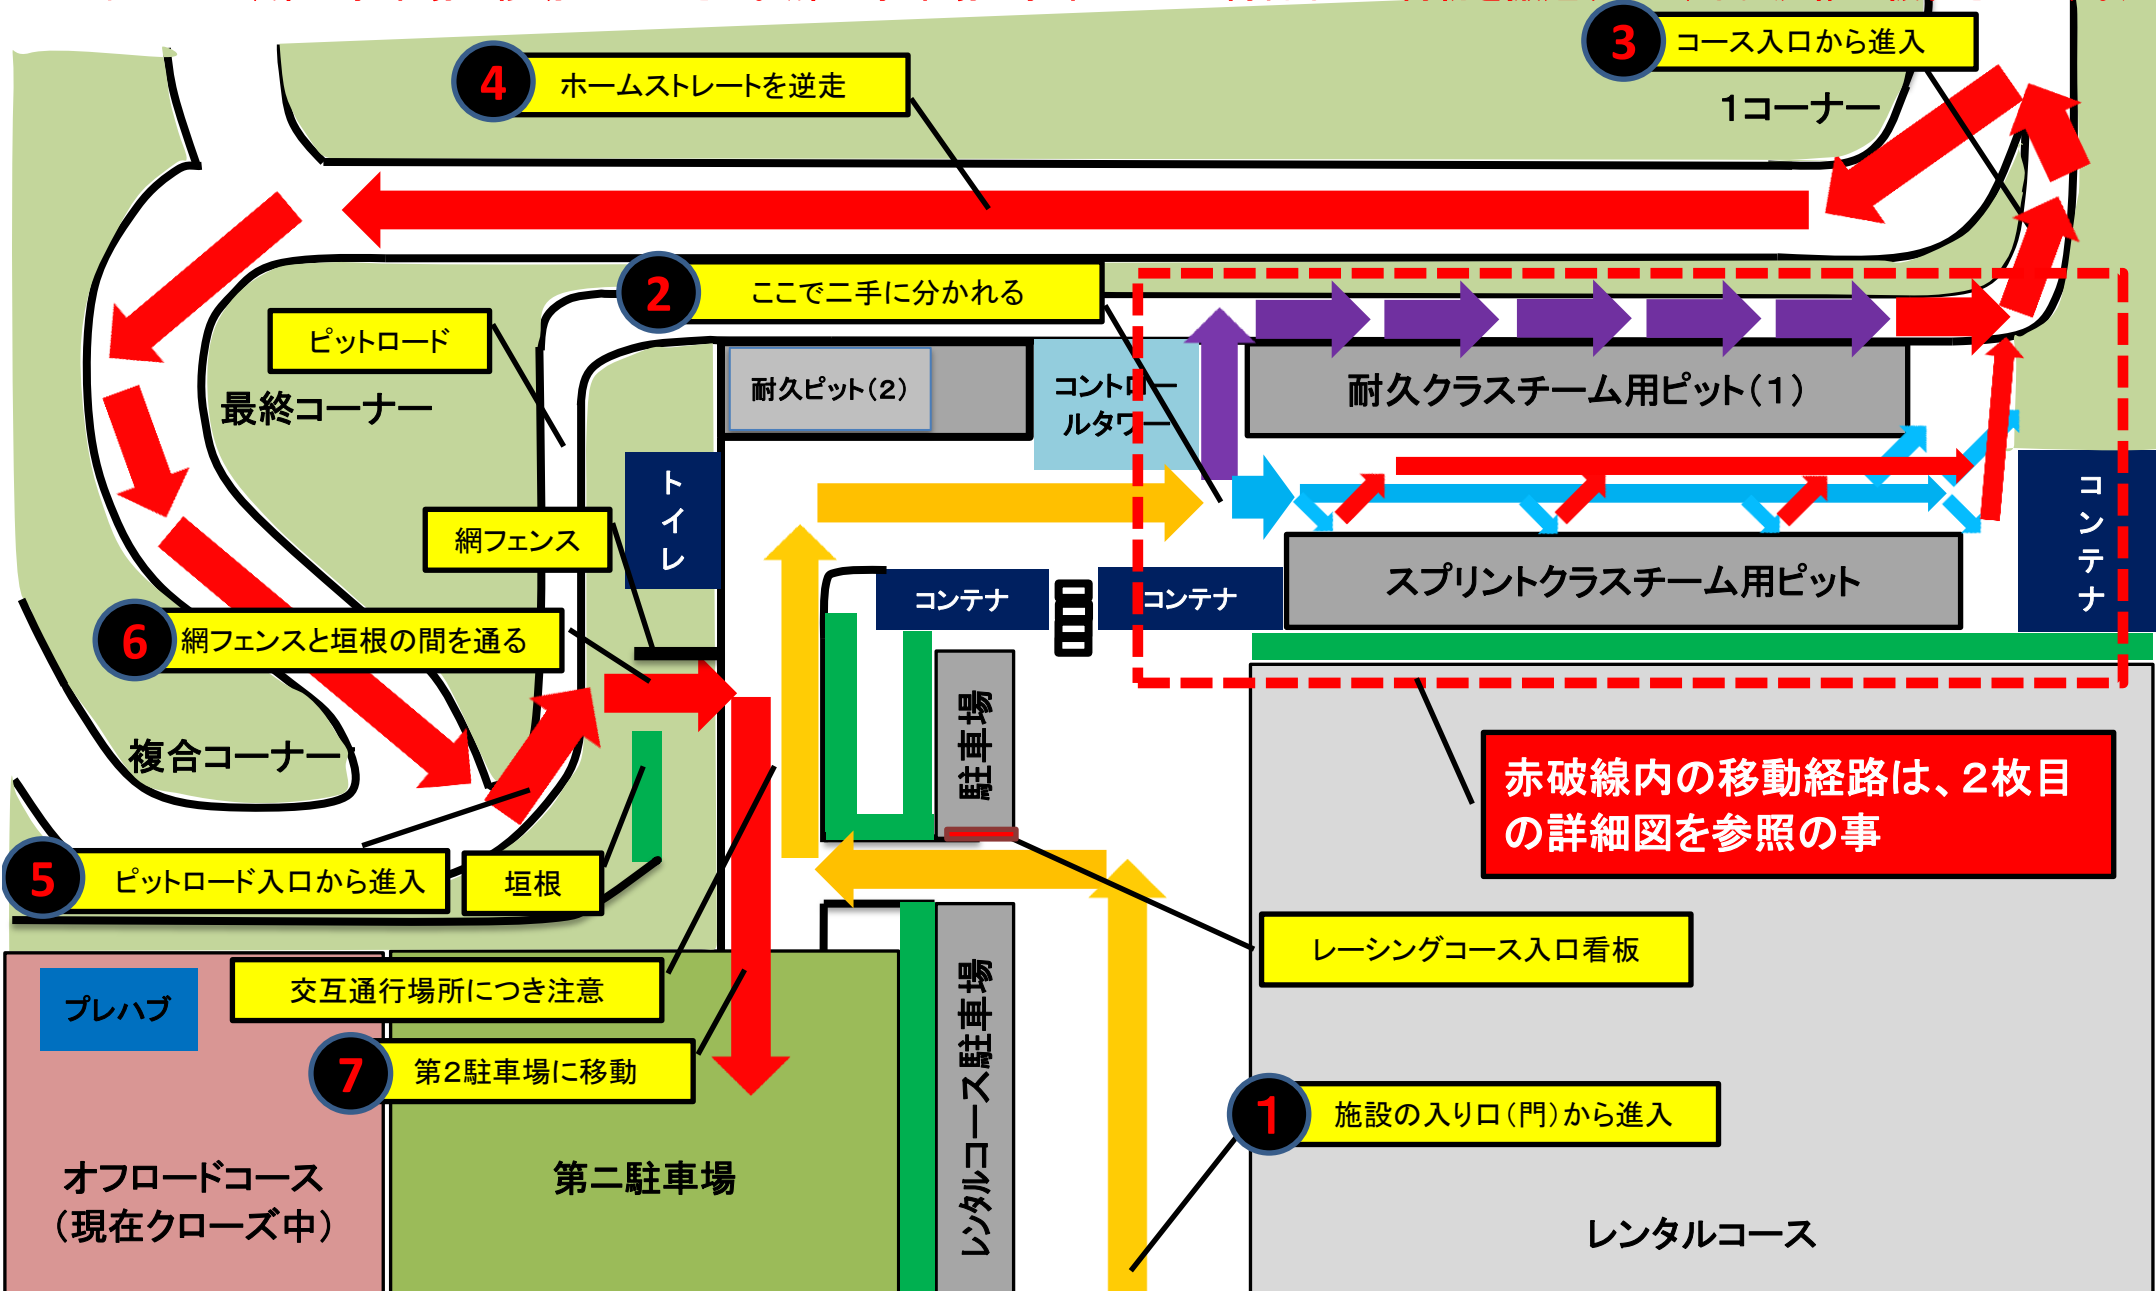 3
コース入口から進入
4
ホームストレートを逆走
1コーナー
2
ここで二手に分かれる
ピットロード
耐久ピット（2）
コントロー
ルタワー
耐久クラスチーム用ピット（1）
最終コーナー
トイレ
コンテナ
網フェンス
スプリントクラスチーム用ピット
コンテナ
コンテナ
6
網フェンスと垣根の間を通る
駐車場
複合コーナー
赤破線内の移動経路は、2枚目
の詳細図を参照の事
5
ピットロード入口から進入
垣根
レーシングコース入口看板
プレハブ
交互通行場所につき注意
レンタルコース駐車場
7
第2駐車場に移動
1
施設の入り口（門）から進入
オフロードコース
（現在クローズ中）
第二駐車場
レンタルコース